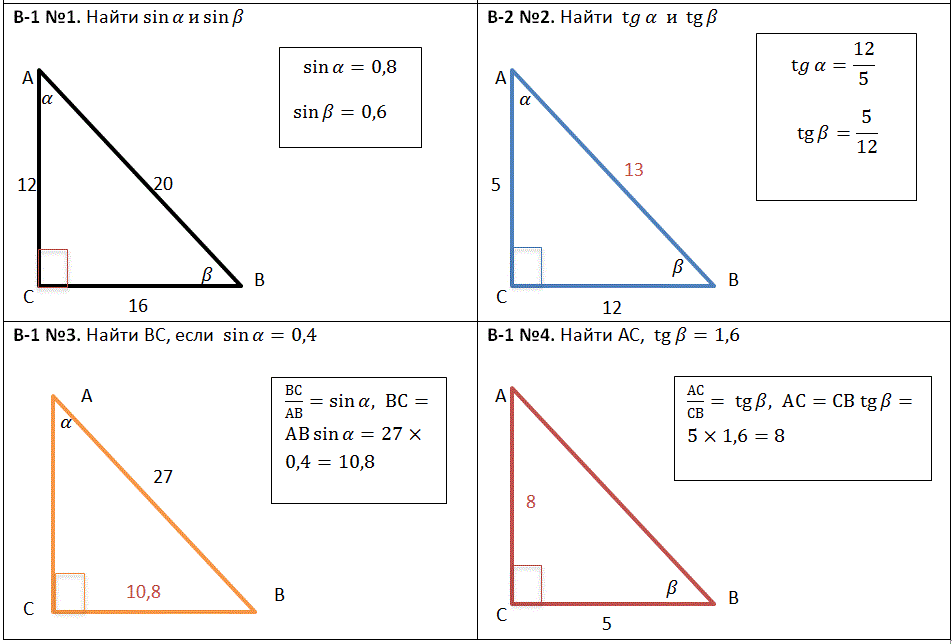 В-1 №1. Найти sin α и sin β
sin α = 0,8
sin β = 0,6
A
α
12
20
β
B
C
16
В-2 №2. Найти tg α и tg β
tg α = 12/5
tg β = 5/12
A
α
13
5
β
B
C
12
В-1 №3. Найти BC, если sin α = 0,4
BC/AB = sin α, BC =
AB sin α = 27 ×
0,4 = 10,8
A
α
27
10,8
B
C
В-1 №4. Найти AC, tg β = 1,6
AC/CB = tg β, AC = CB tg β =
5 × 1,6 = 8
A
8
β
B
C
5